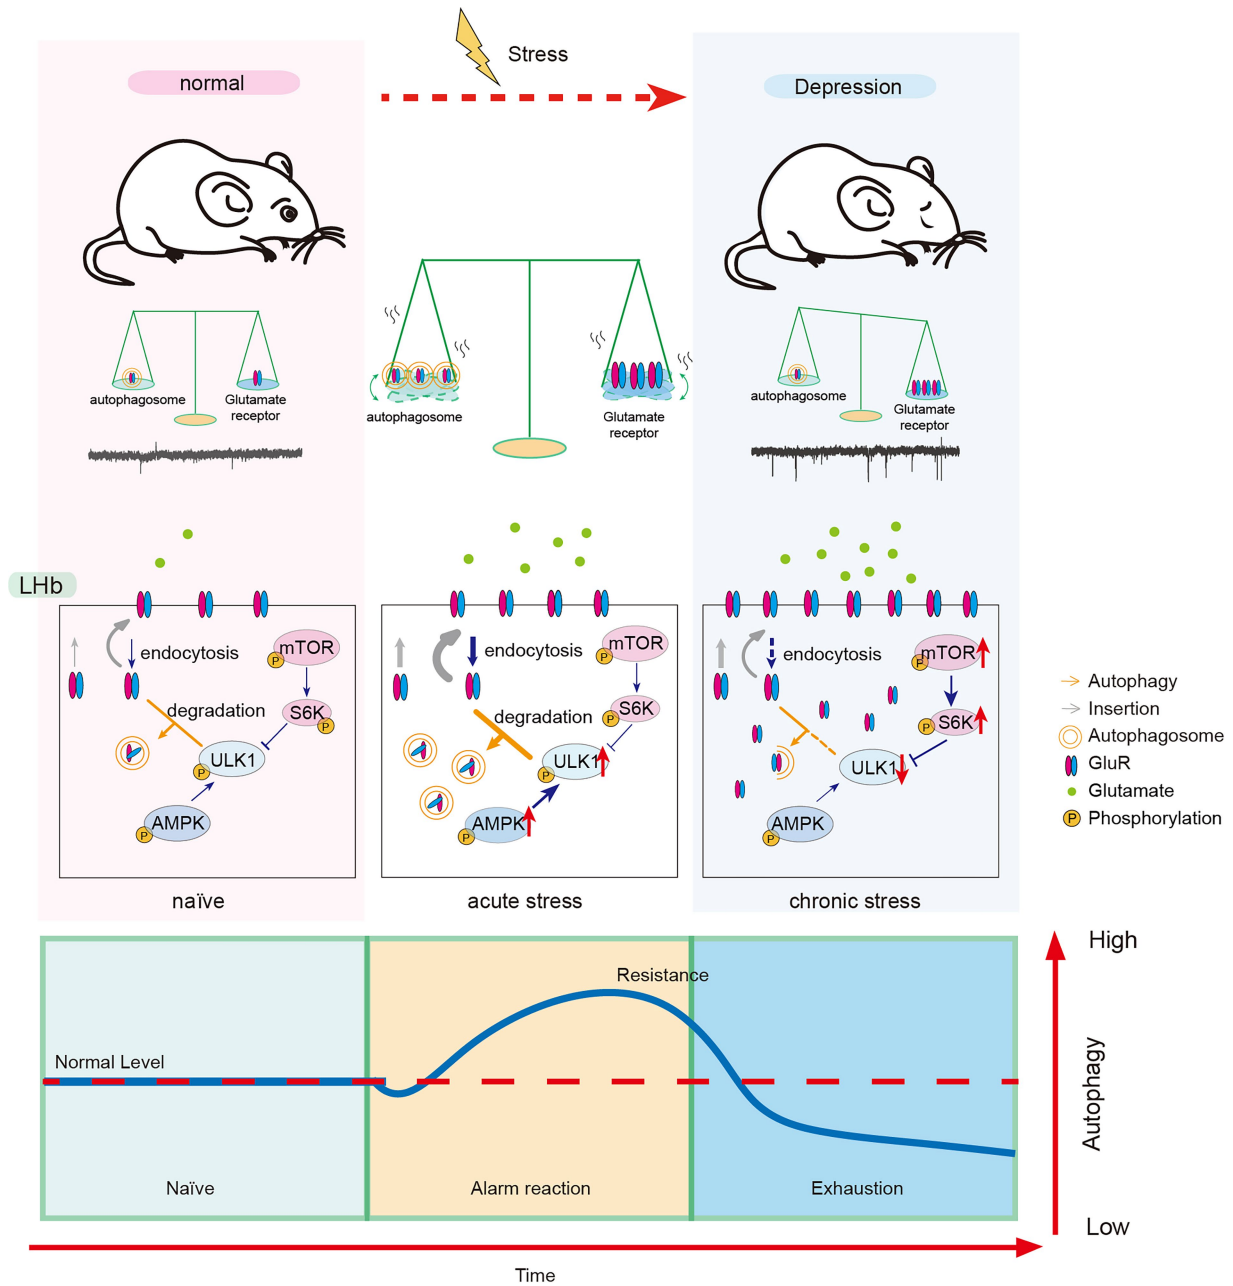 Stress
normal
Depression
autophagosome
Glutamate
receptor
autophagosome
Glutamate
receptor
autophagosome
Glutamate
receptor
LHb
endocytosis
mTOR
P
degradation
S6K
P
ULK1
P
AMPK
P
naïve
endocytosis
mTOR
P
degradation
S6K
P
ULK1
P
AMPK
P
acute stress
endocytosis
mTOR
P
S6K
P
ULK1
AMPK
P
chronic stress
Autophagy
Insertion
Autophagosome
GluR
Glutamate
P Phosphorylation
High
Resistance
Normal Level
Autophagy
Naïve
Alarm reaction
Exhaustion
Low
Time